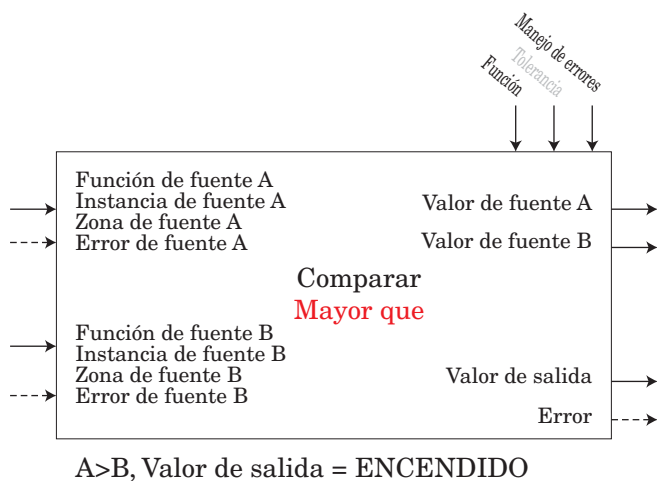 Función
Tolerancia
Manejo de errores
Función de fuente A
Instancia de fuente A
Zona de fuente A
Error de fuente A
Valor de fuente A
Valor de fuente B
Comparar
Mayor que
Función de fuente B
Instancia de fuente B
Zona de fuente B
Error de fuente B
Valor de salida
Error
A>B, Valor de salida = ENCENDIDO